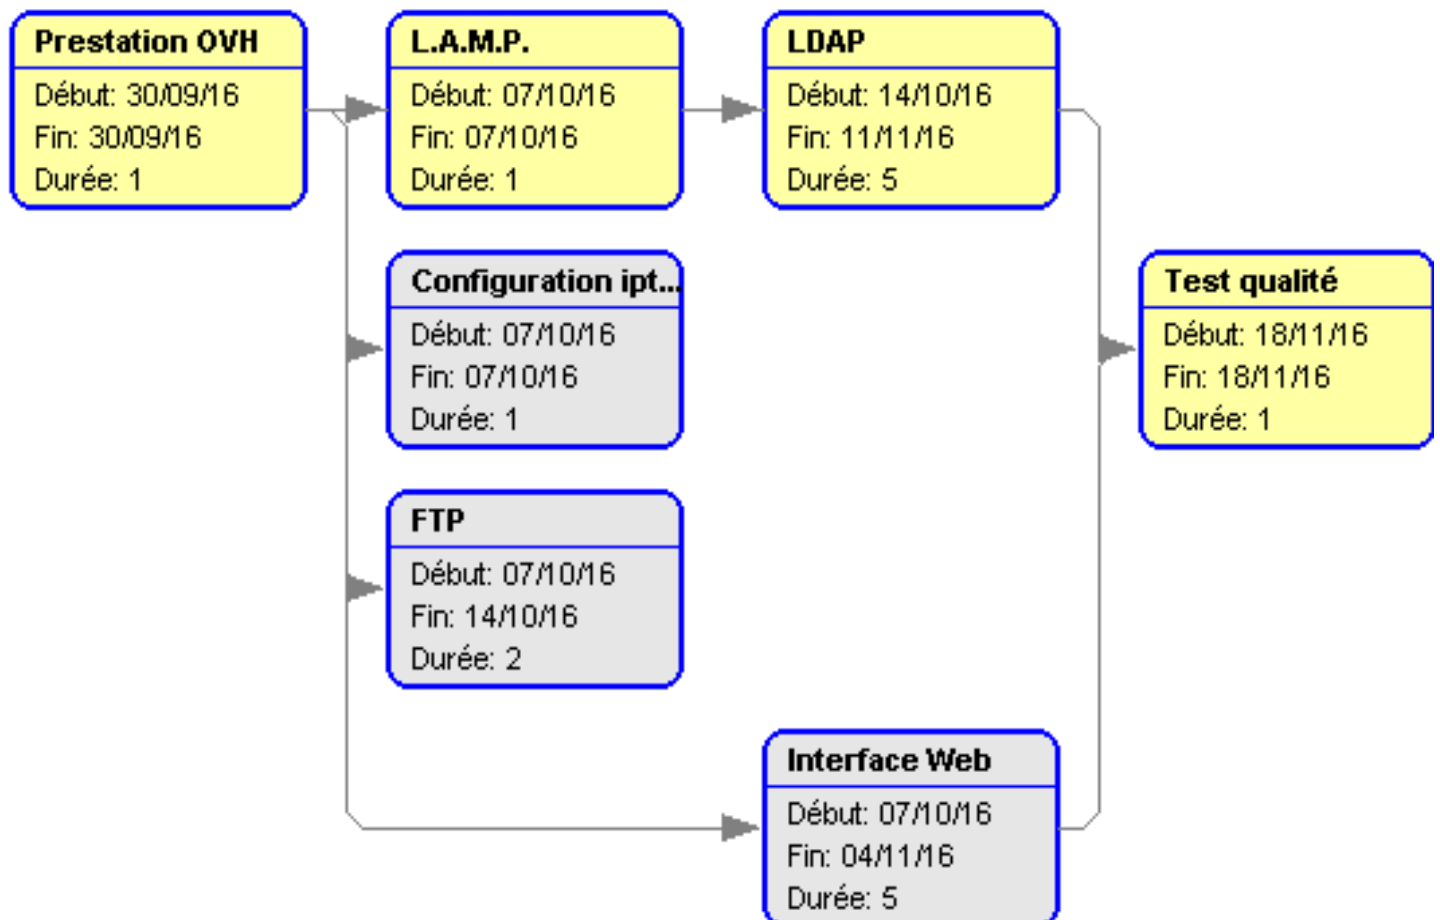 Prestation OVH
Début: 30/09/16
Fin: 30/09/16
Durée: 1
L.A.M.P.
Début: 07/10/16
Fin: 07/10/16
Durée: 1
LDAP
Début: 14/10/16
Fin: 11/11/16
Durée: 5
Configuration ipt...
Début: 07/10/16
Fin: 07/10/16
Durée: 1
Test qualité
Début: 18/11/16
Fin: 18/11/16
Durée: 1
FTP
Début: 07/10/16
Fin: 14/10/16
Durée: 2
Interface Web
Début: 07/10/16
Fin: 04/11/16
Durée: 5